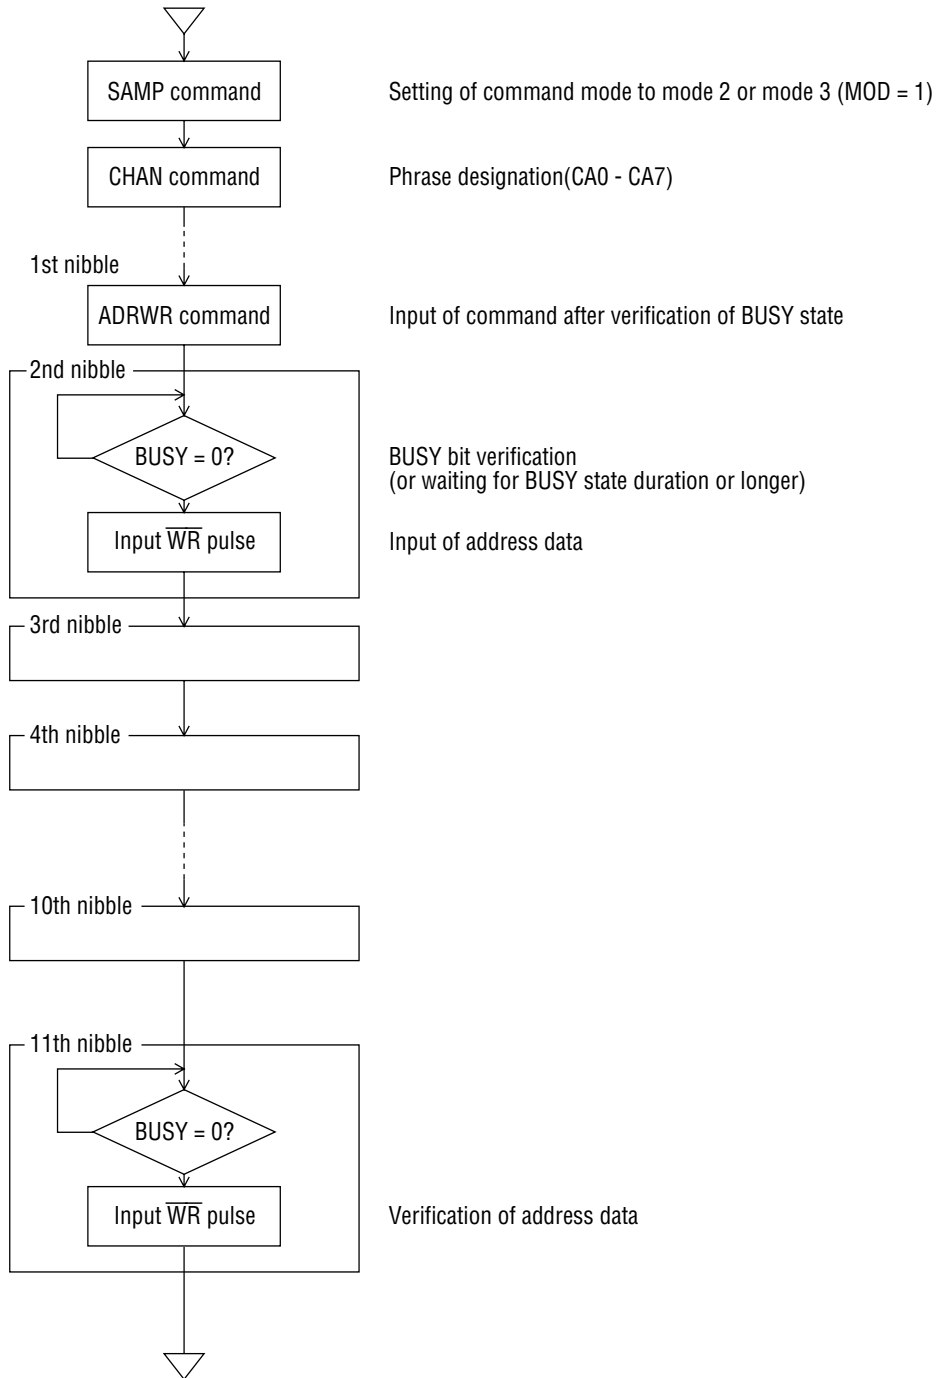 SAMP command
Setting of command mode to mode 2 or mode 3 (MOD = 1)
CHAN command
Phrase designation(CA0 - CA7)
1st nibble
ADRWR command
Input of command after verification of BUSY state
2nd nibble
BUSY = 0?
BUSY bit verification
(or waiting for BUSY state duration or longer)
Input W̅R̅ pulse
Input of address data
3rd nibble
4th nibble
10th nibble
11th nibble
BUSY = 0?
Input W̅R̅ pulse
Verification of address data